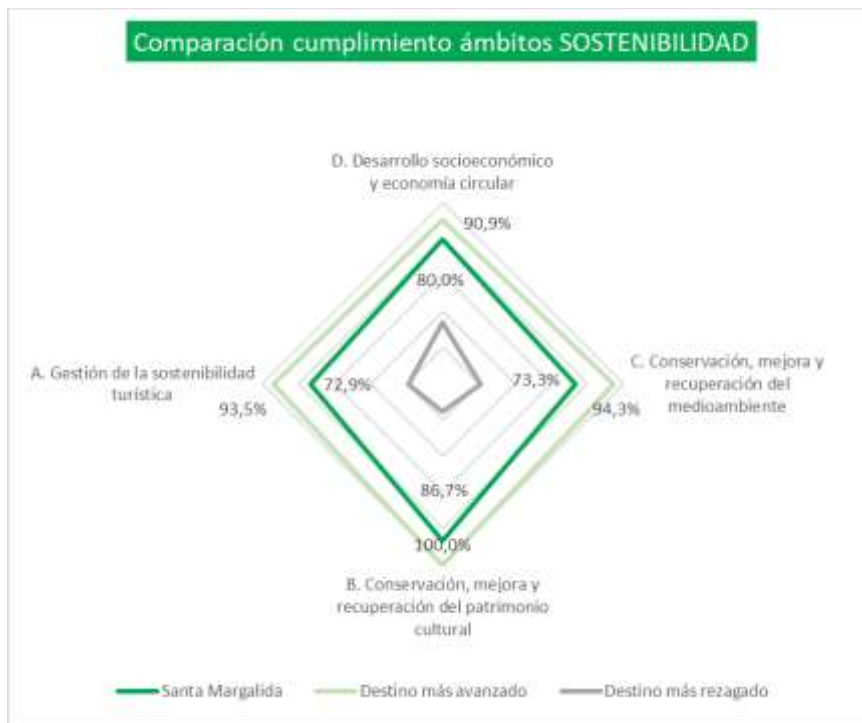 Comparación cumplimiento ámbitos SOSTENIBILIDAD
D. Desarrollo socioeconómico
y economía circular
90,9%
80,0%
A. Gestión de la sostenibilidad
turística
93,5%
72,9%
73,3%
C. Conservación, mejora y
recuperación del
medioambiente
94,3%
86,7%
100,0%
B. Conservación, mejora y
recuperación del patrimonio
cultural
Santa Margalida
Destino más avanzado
Destino más rezagado